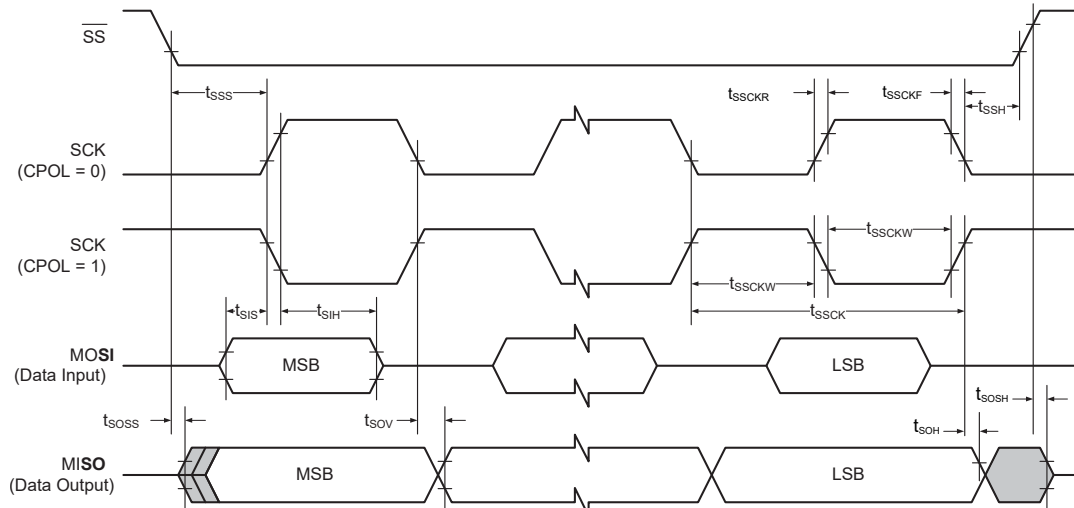 SS
tSSS
tSSCKR
tSSCKF
tSSH
SCK
(CPOL = 0)
SCK
(CPOL = 1)
tSSCKW
tSSCKW
tSSCK
tSIS
tSIH
MOSI
(Data Input)
MSB
LSB
tSOSS
tSOV
tSOH
tSOSH
MISO
(Data Output)
MSB
LSB